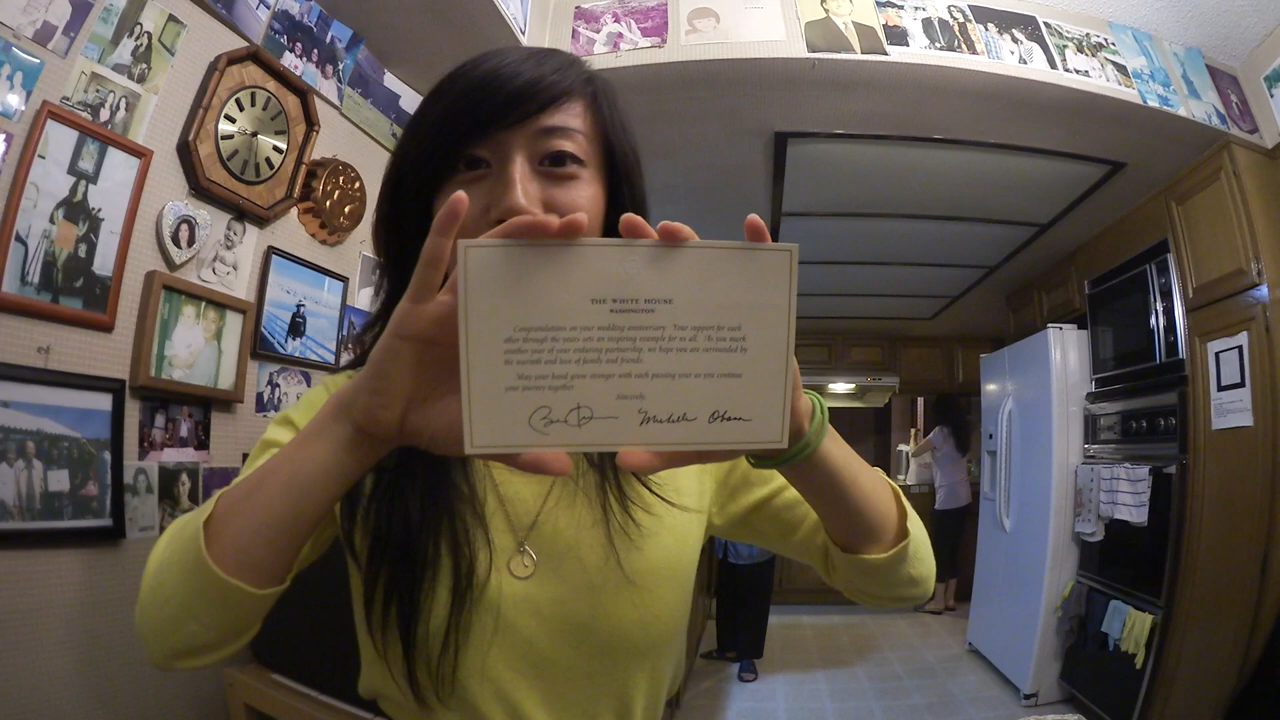 THE WHITE HOUSE
WASHINGTON
Congratulations on your wedding anniversary. Your support for each
other through the years sets an inspiring example for us all. As you mark
another year of your enduring partnership, we hope you are surrounded by
the warmth and love of family and friends.
May your bond grow stronger with each passing year as you continue
your journey together.
Sincerely,
Michelle Obama